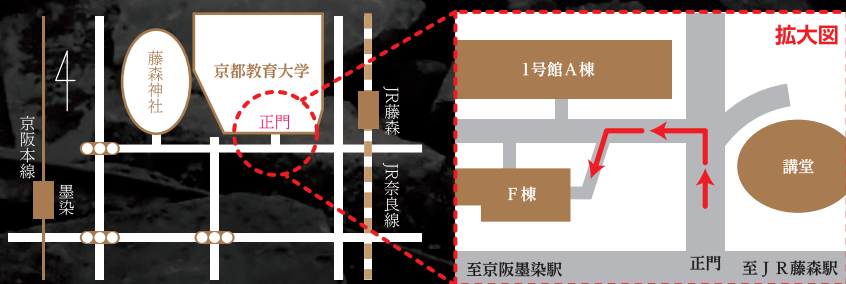 藤森神社
京都教育大学
正門
JR藤森
京阪本線
墨染
JR奈良線
拡大図
1号館A棟
講堂
F棟
至京阪墨染駅
正門
至JR藤森駅